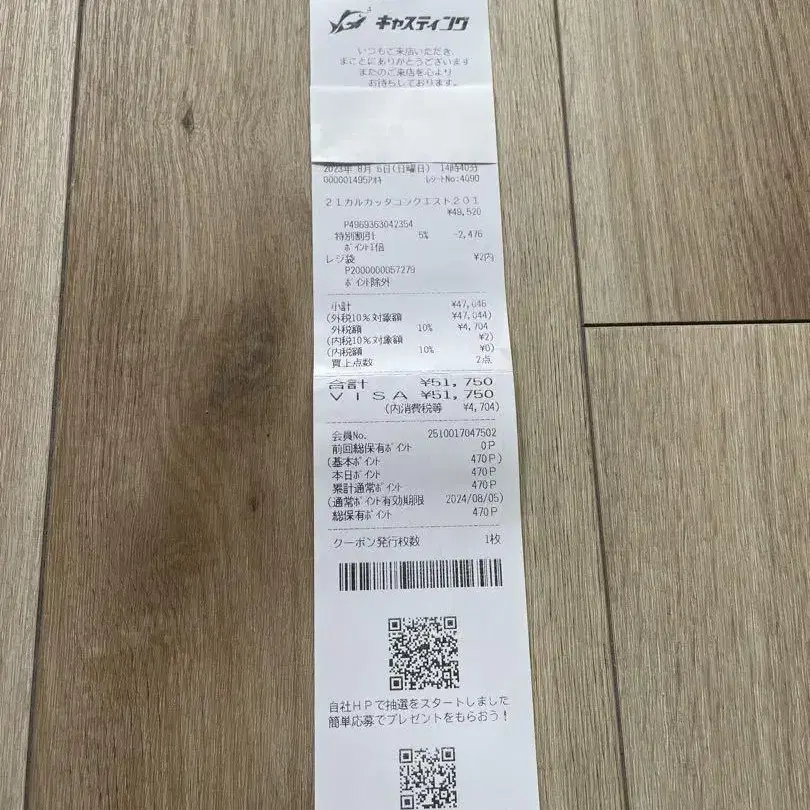 キャスティング
いつもご来店いただき
まことにありがとうございます
またのご来店を心より
お待ちしております。
2023年 8月 6日(日曜日) 14時40分
000001495ｱｵｷ ﾚｼｰﾄNo:4090
21カルカッタコンクエスト201
¥49,520
P4969363042354
特別割引 5% -2,476
ﾎﾟｲﾝﾄ1倍
レジ袋 ¥2内
P2000000057279
ﾎﾟｲﾝﾄ除外
小計 ¥47,046
(外税10%対象額 ¥47,044)
外税額 10% ¥4,704
(内税10%対象額 ¥2)
(内税額 10% ¥0)
買上点数 2点
合計 ¥51,750
VISA ¥51,750
(内消費税等 ¥4,704)
会員No. 2510017047502
前回総保有ﾎﾟｲﾝﾄ 0P
(基本ﾎﾟｲﾝﾄ 470P)
本日ﾎﾟｲﾝﾄ 470P
累計通常ﾎﾟｲﾝﾄ 470P
(通常ﾎﾟｲﾝﾄ有効期限 2024/08/05)
総保有ﾎﾟｲﾝﾄ 470P
クーポン発行枚数 1枚
自社HPで抽選をスタートしました
簡単応募でプレゼントをもらおう！